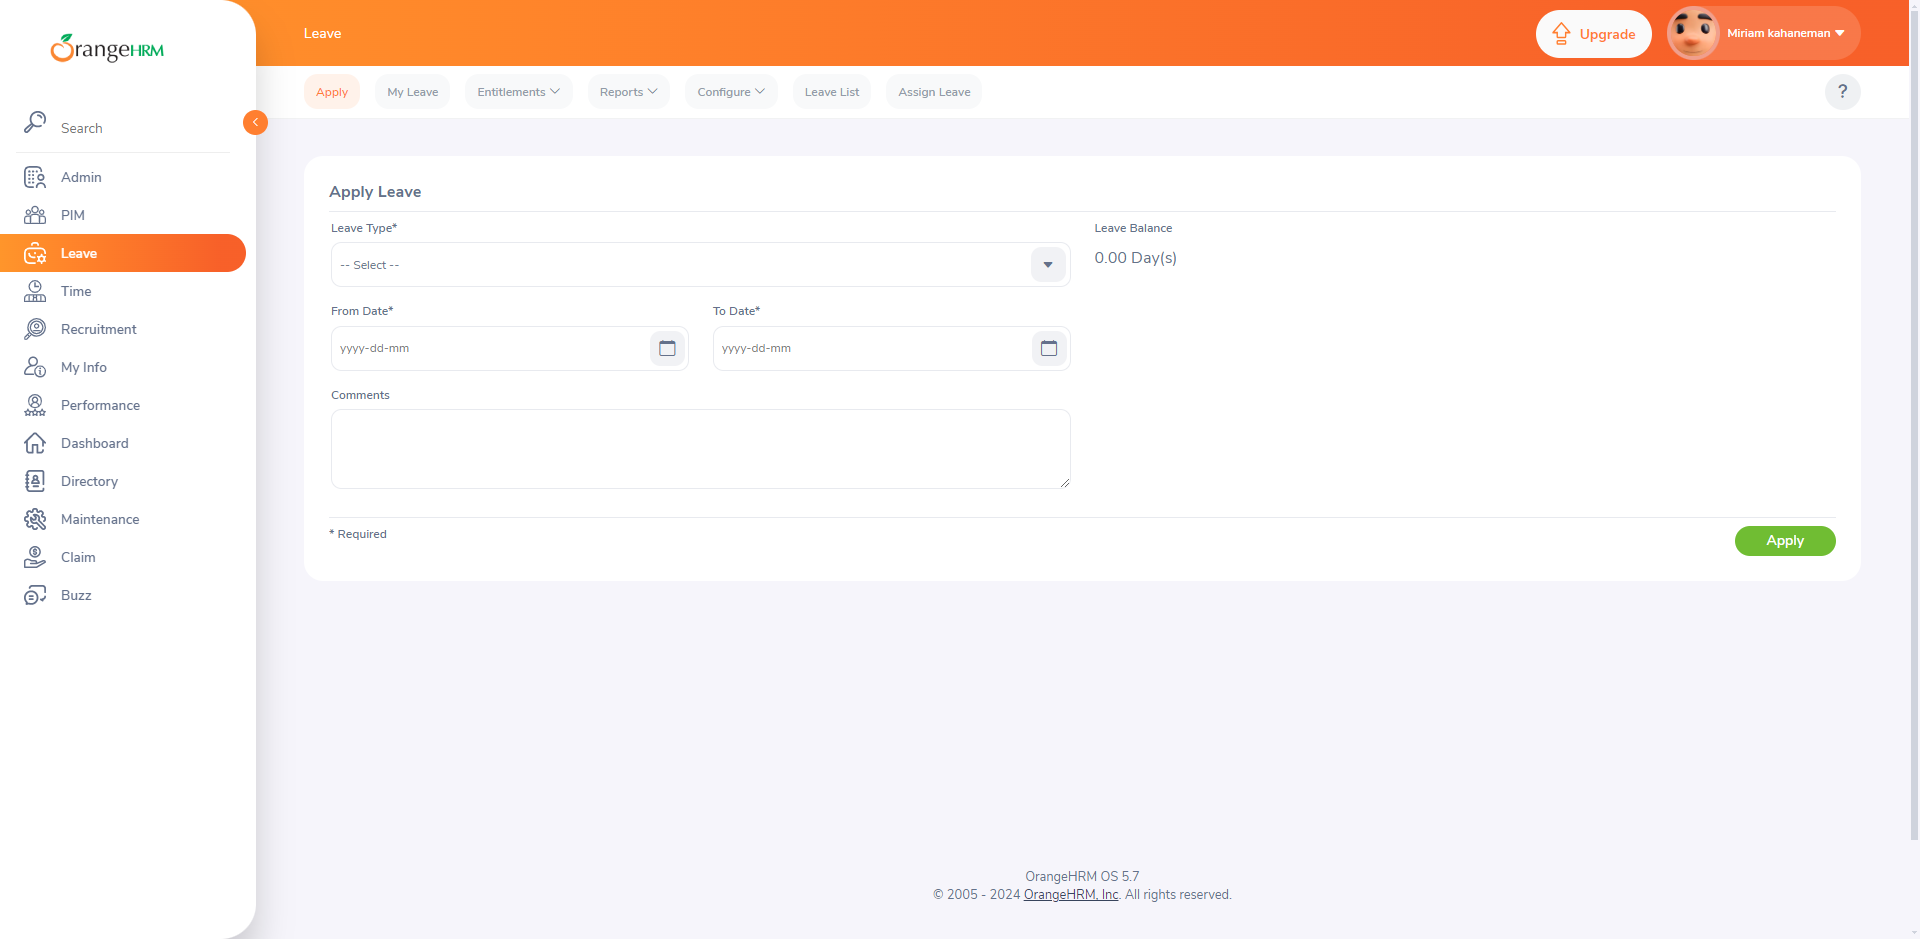 OrangeHRM
Search
Admin
PIM
Leave
Time
Recruitment
My Info
Performance
Dashboard
Directory
Maintenance
Claim
Buzz
Leave
Upgrade
Miriam kahaneman
Apply
My Leave
Entitlements
Reports
Configure
Leave List
Assign Leave
?
Apply Leave
Leave Type*
-- Select --
Leave Balance
0.00 Day(s)
From Date*
yyyy-dd-mm
To Date*
yyyy-dd-mm
Comments
* Required
Apply
OrangeHRM OS 5.7
© 2005 - 2024 OrangeHRM, Inc. All rights reserved.